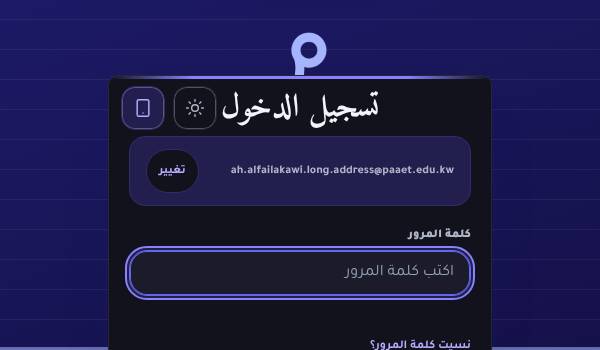 تسجيل الدخول
ah.alfailakawi.long.address@paaet.edu.kw
تغيير
كلمة المرور
اكتب كلمة المرور
نسيت كلمة المرور؟